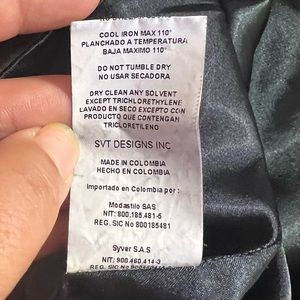 COOL IRON MAX 110°
PLANCHADO A TEMPERATURA
BAJA MAXIMO 110°
DO NOT TUMBLE DRY
NO USAR SECADORA
DRY CLEAN ANY SOLVENT
EXCEPT TRICHLORETHYLENE
LAVADO EN SECO EXCEPTO CON
PRODUCTO QUE CONTENGAN
TRICLORETILENO
SVT DESIGNS INC
MADE IN COLOMBIA
HECHO EN COLOMBIA
Importado en Colombia por :
Modastilo SAS
NIT: 800.185.481-5
REG. SIC No 800185481
Syver S.A.S
NIT: 900.460.414-3
REG. SIC No